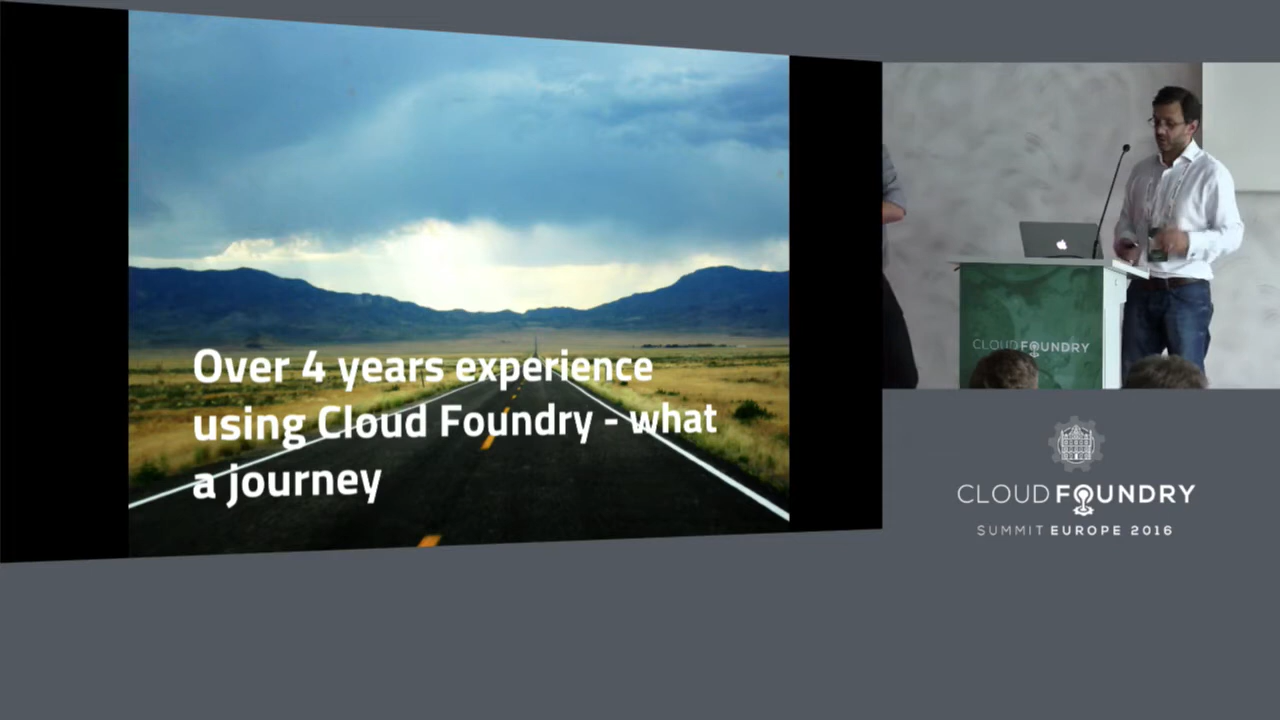 Over 4 years experience
using Cloud Foundry - what
a journey
CLOUD FOUNDRY
CLOUD FOUNDRY
SUMMIT EUROPE 2016